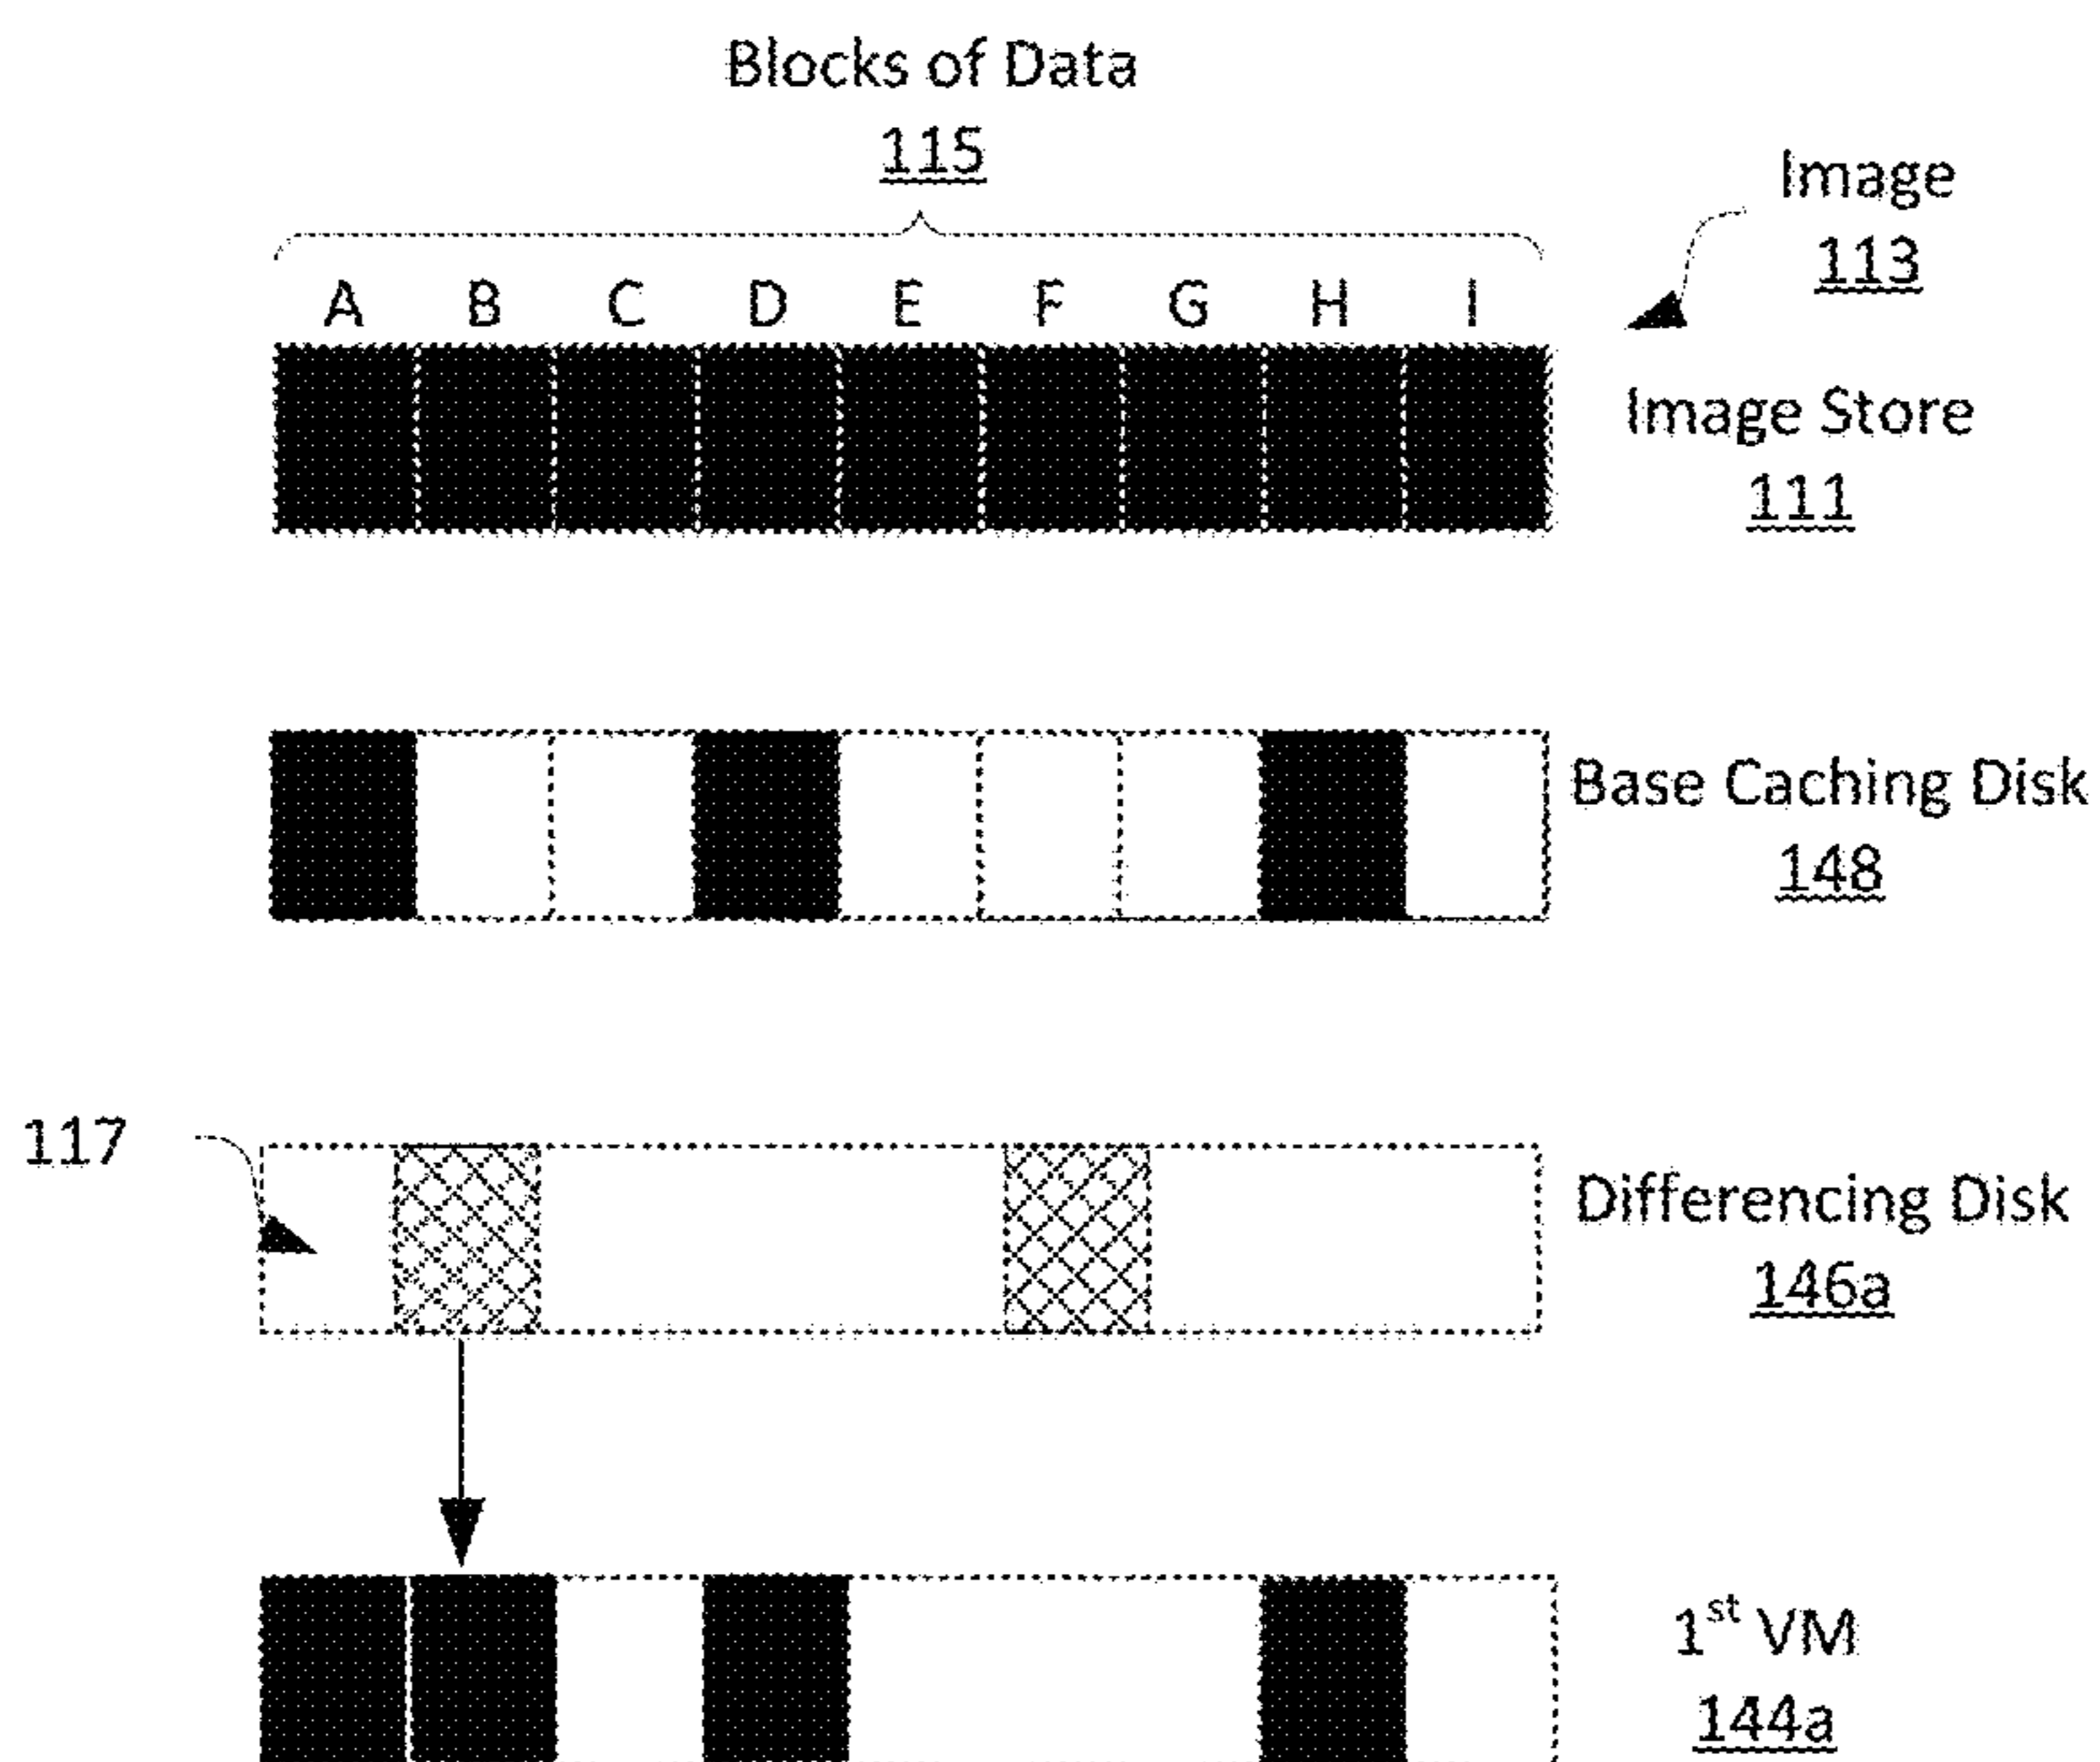 Blocks of Data
115
Image
113
A B C D E F G H I
Image Store
111
Base Caching Disk
148
117
Differencing Disk
146a
1st VM
144a